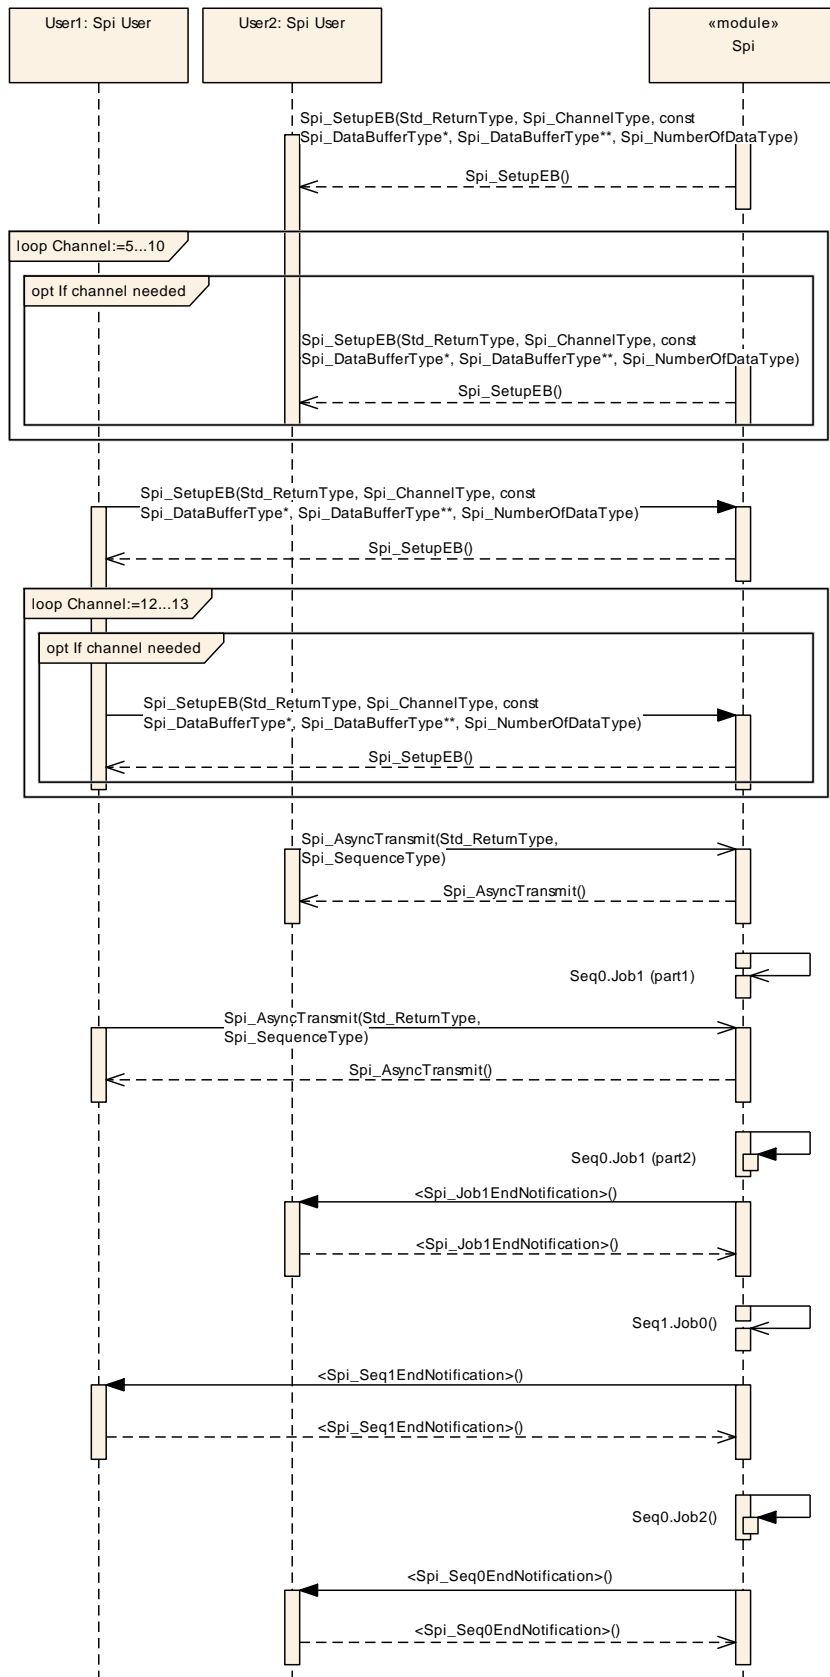 User1: Spi User
User2: Spi User
«module»
Spi
Spi_SetupEB(Std_ReturnType, Spi_ChannelType, const
Spi_DataBufferType*, Spi_DataBufferType**, Spi_NumberOfDataType)
Spi_SetupEB()
loop Channel:=5...10
opt If channel needed
Spi_SetupEB(Std_ReturnType, Spi_ChannelType, const
Spi_DataBufferType*, Spi_DataBufferType**, Spi_NumberOfDataType)
Spi_SetupEB()
Spi_SetupEB(Std_ReturnType, Spi_ChannelType, const
Spi_DataBufferType*, Spi_DataBufferType**, Spi_NumberOfDataType)
Spi_SetupEB()
loop Channel:=12...13
opt If channel needed
Spi_SetupEB(Std_ReturnType, Spi_ChannelType, const
Spi_DataBufferType*, Spi_DataBufferType**, Spi_NumberOfDataType)
Spi_SetupEB()
Spi_AsyncTransmit(Std_ReturnType,
Spi_SequenceType)
Spi_AsyncTransmit()
Seq0.Job1 (part1)
Spi_AsyncTransmit(Std_ReturnType,
Spi_SequenceType)
Spi_AsyncTransmit()
Seq0.Job1 (part2)
<Spi_Job1EndNotification>()
<Spi_Job1EndNotification>()
Seq1.Job0()
<Spi_Seq1EndNotification>()
<Spi_Seq1EndNotification>()
Seq0.Job2()
<Spi_Seq0EndNotification>()
<Spi_Seq0EndNotification>()